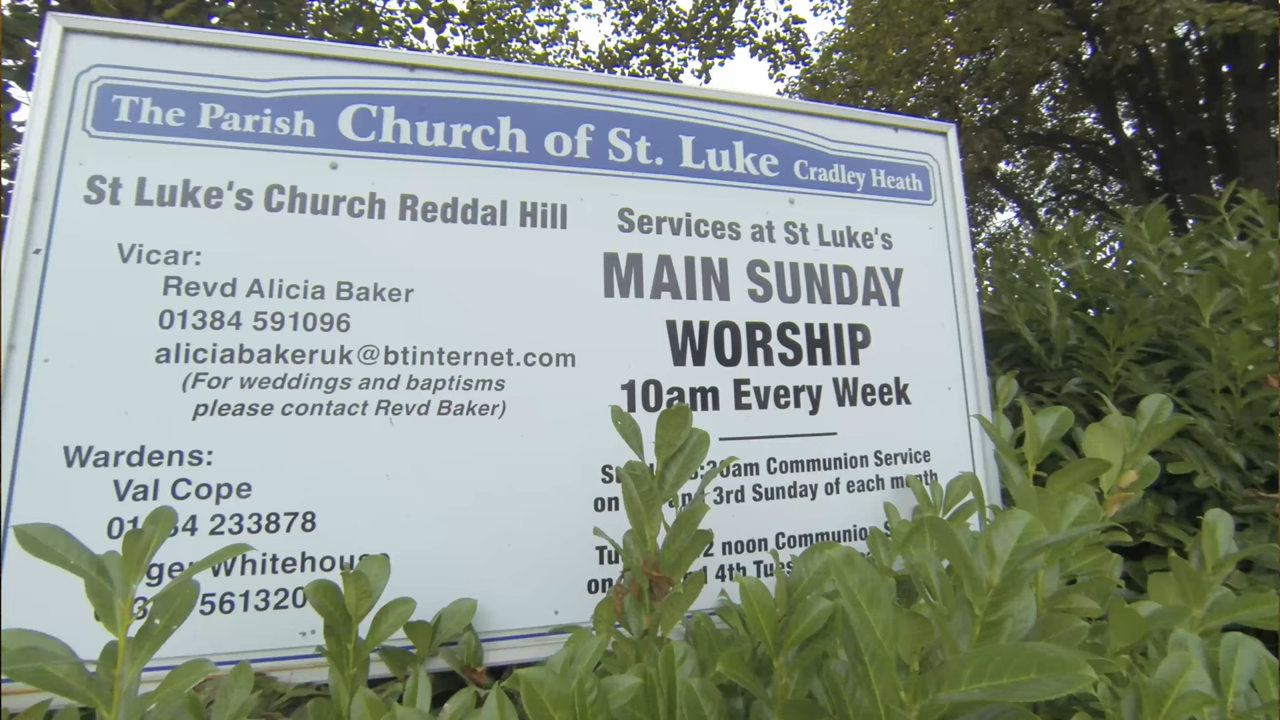 The Parish Church of St. Luke Cradley Heath
St Luke's Church Reddal Hill
Vicar:
Revd Alicia Baker
01384 591096
aliciabakeruk@btinternet.com
(For weddings and baptisms
please contact Revd Baker)
Wardens:
Val Cope
233878
Whitehouse
561320
Services at St Luke's
MAIN SUNDAY
WORSHIP
10am Every Week
Communion Service
on 3rd Sunday of each month
noon Communion
4th